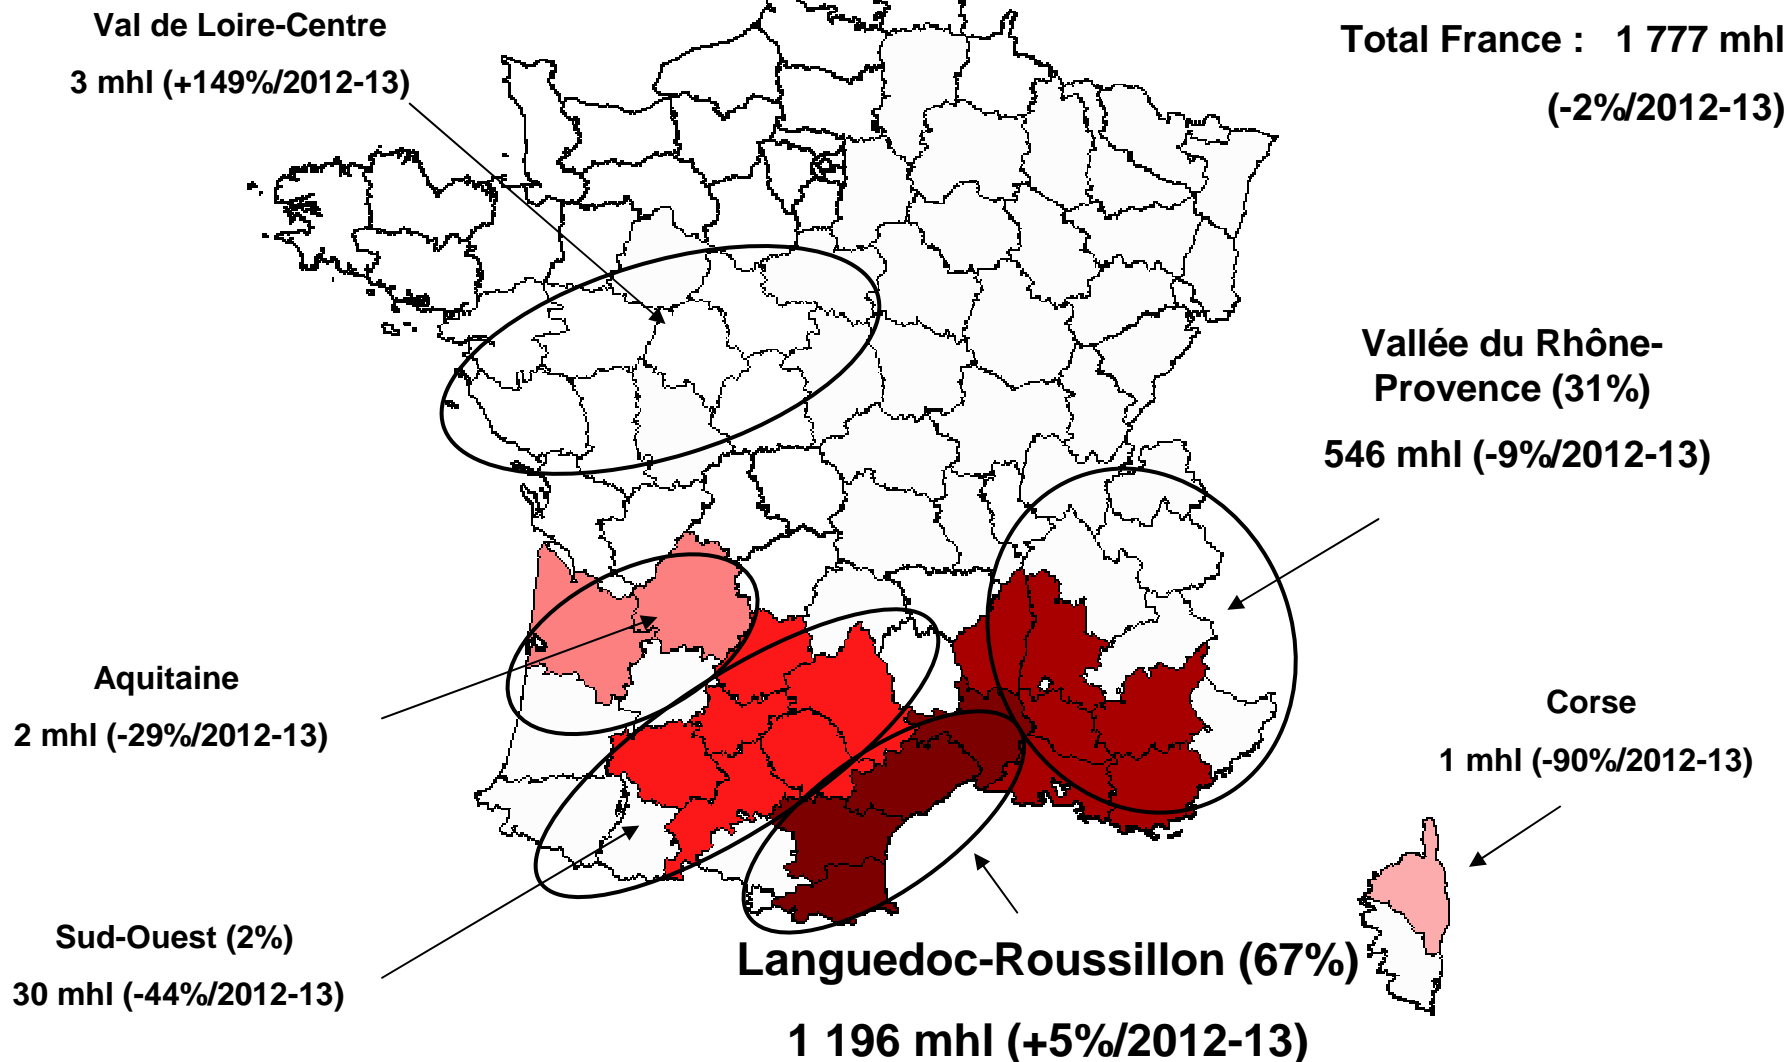 Val de Loire-Centre
3 mhl (+149%/2012-13)
Total France : 1 777 mhl
(-2%/2012-13)
Vallée du Rhône-
Provence (31%)
546 mhl (-9%/2012-13)
Aquitaine
2 mhl (-29%/2012-13)
Corse
1 mhl (-90%/2012-13)
Sud-Ouest (2%)
30 mhl (-44%/2012-13)
Languedoc-Roussillon (67%)
1 196 mhl (+5%/2012-13)